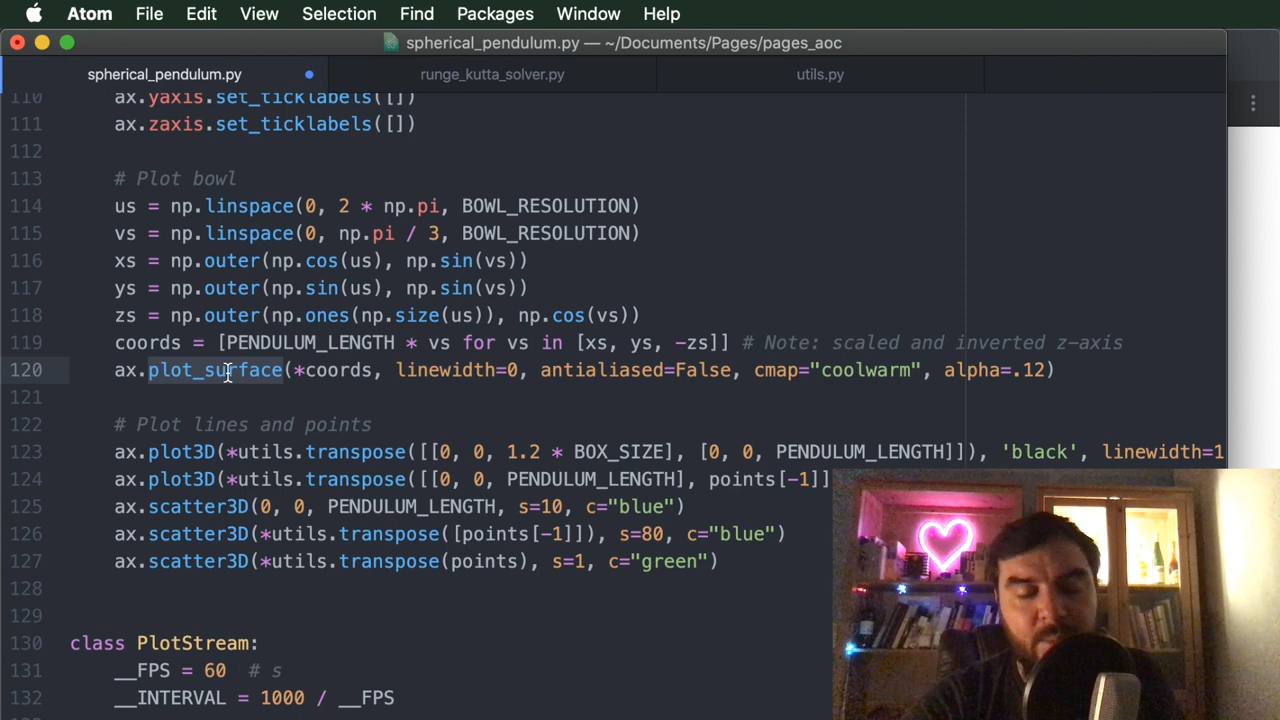 Atom File Edit View Selection Find Packages Window Help
spherical_pendulum.py — ~/Documents/Pages/pages_aoc
spherical_pendulum.py runge_kutta_solver.py utils.py
110 ax.yaxis.set_ticklabels([])
111 ax.zaxis.set_ticklabels([])
112
113 # Plot bowl
114 us = np.linspace(0, 2 * np.pi, BOWL_RESOLUTION)
115 vs = np.linspace(0, np.pi / 3, BOWL_RESOLUTION)
116 xs = np.outer(np.cos(us), np.sin(vs))
117 ys = np.outer(np.sin(us), np.sin(vs))
118 zs = np.outer(np.ones(np.size(us)), np.cos(vs))
119 coords = [PENDULUM_LENGTH * vs for vs in [xs, ys, -zs]] # Note: scaled and inverted z-axis
120 ax.plot_surface(*coords, linewidth=0, antialiased=False, cmap="coolwarm", alpha=.12)
121
122 # Plot lines and points
123 ax.plot3D(*utils.transpose([[0, 0, 1.2 * BOX_SIZE], [0, 0, PENDULUM_LENGTH]]), 'black', linewidth=1
124 ax.plot3D(*utils.transpose([[0, 0, PENDULUM_LENGTH], points[-1]]
125 ax.scatter3D(0, 0, PENDULUM_LENGTH, s=10, c="blue")
126 ax.scatter3D(*utils.transpose([points[-1]]), s=80, c="blue")
127 ax.scatter3D(*utils.transpose(points), s=1, c="green")
128
129
130 class PlotStream:
131 __FPS = 60 # s
132 __INTERVAL = 1000 / __FPS